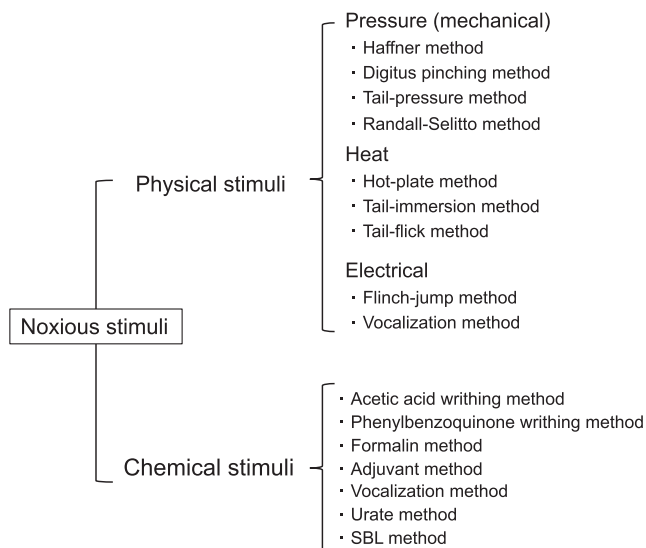 Pressure (mechanical)
· Haffner method
· Digitus pinching method
· Tail-pressure method
· Randall-Selitto method
Heat
· Hot-plate method
· Tail-immersion method
· Tail-flick method
Physical stimuli
Electrical
· Flinch-jump method
· Vocalization method
Noxious stimuli
· Acetic acid writhing method
· Phenylbenzoquinone writhing method
· Formalin method
· Adjuvant method
· Vocalization method
· Urate method
· SBL method
Chemical stimuli